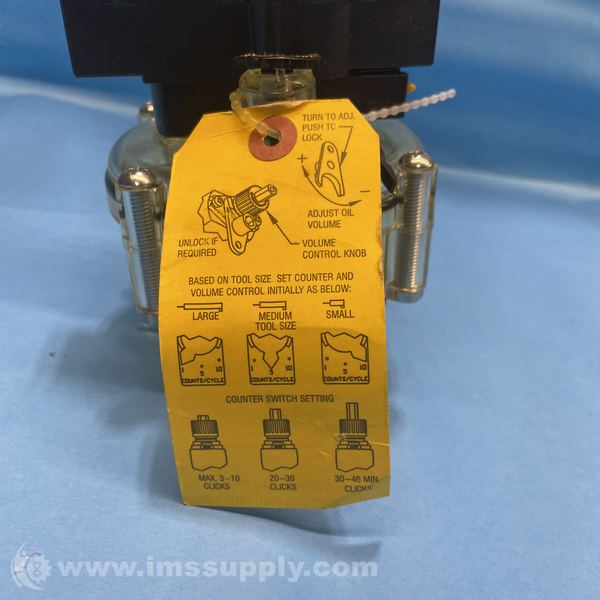 TURN TO ADJ.
PUSH TO
LOCK
+
−
ADJUST OIL
VOLUME
UNLOCK IF
REQUIRED
VOLUME
CONTROL KNOB
BASED ON TOOL SIZE SET COUNTER AND
VOLUME CONTROL INITIALLY AS BELOW:
LARGE
MEDIUM
TOOL SIZE
SMALL
1 5 10
COUNTS/CYCLE
1 5 10
COUNTS/CYCLE
1 5 10
COUNTS/CYCLE
COUNTER SWITCH SETTING
MAX. 3–10
CLICKS
20–30
CLICKS
30–46 MIN.
CLICKS
www.imssupply.com